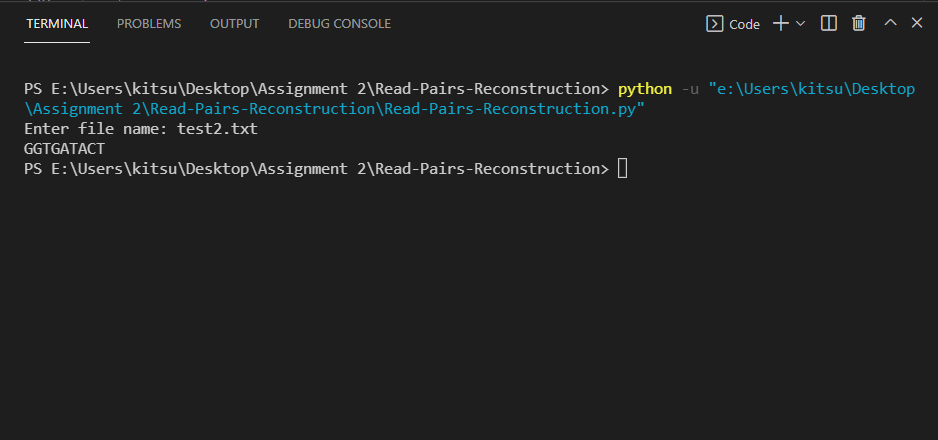 TERMINAL PROBLEMS OUTPUT DEBUG CONSOLE Code
PS E:\Users\kitsu\Desktop\Assignment 2\Read-Pairs-Reconstruction> python -u "e:\Users\kitsu\Desktop
\Assignment 2\Read-Pairs-Reconstruction\Read-Pairs-Reconstruction.py"
Enter file name: test2.txt
GGTGATACT
PS E:\Users\kitsu\Desktop\Assignment 2\Read-Pairs-Reconstruction>